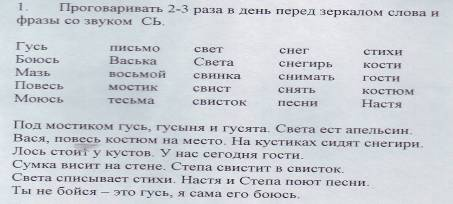 1. Проговаривать 2-3 раза в день перед зеркалом слова и
фразы со звуком СЬ.
Гусь письмо свет снег стихи
Боюсь Васька Света снегирь кости
Мазь восьмой свинка снимать гости
Повесь мостик свист снять костюм
Моюсь тесьма свисток песни Настя
Под мостиком гусь, гусыня и гусята. Света ест апельсин.
Вася, повесь костюм на место. На кустиках сидят снегири.
Лось стоит у кустов. У нас сегодня гости.
Сумка висит на стене. Степа свистит в свисток.
Света списывает стихи. Настя и Степа поют песни.
Ты не бойся – это гусь, я сама его боюсь.